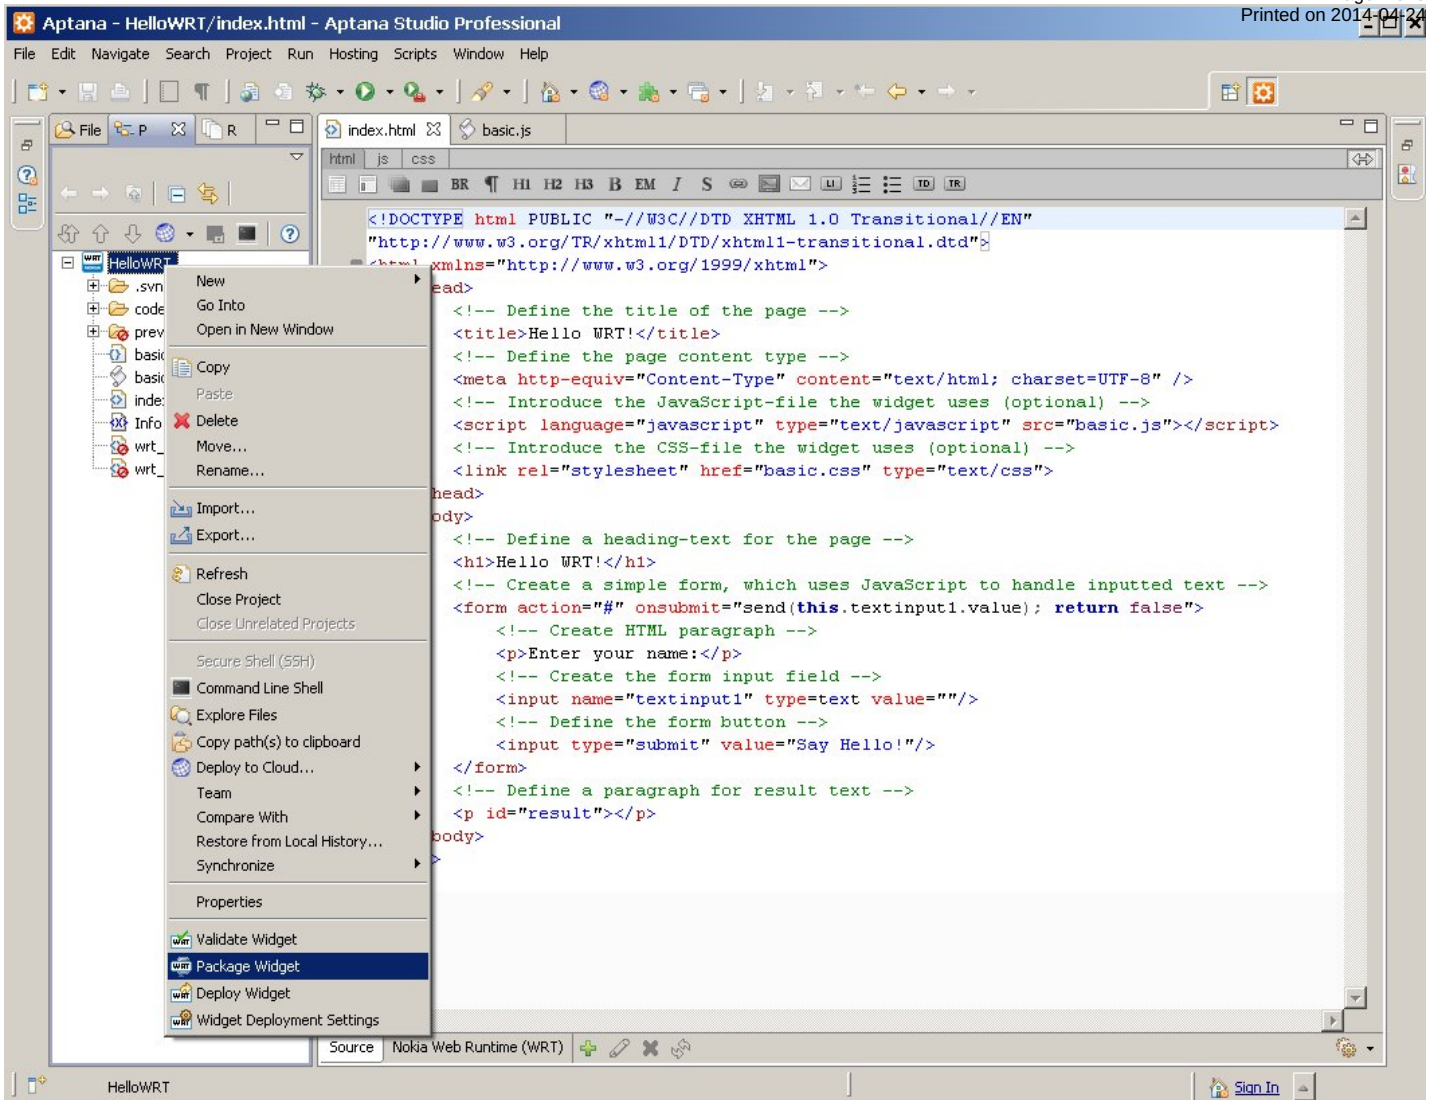 Printed on 2014-04-24
Aptana - HelloWRT/index.html - Aptana Studio Professional
File Edit Navigate Search Project Run Hosting Scripts Window Help
File P R
index.html basic.js
html js css
BR ¶ H1 H2 H3 B EM I S LI TD TR
<!DOCTYPE html PUBLIC "-//W3C//DTD XHTML 1.0 Transitional//EN"
"http://www.w3.org/TR/xhtml1/DTD/xhtml1-transitional.dtd">
<html xmlns="http://www.w3.org/1999/xhtml">
ead>
<!-- Define the title of the page -->
<title>Hello WRT!</title>
<!-- Define the page content type -->
<meta http-equiv="Content-Type" content="text/html; charset=UTF-8" />
<!-- Introduce the JavaScript-file the widget uses (optional) -->
<script language="javascript" type="text/javascript" src="basic.js"></script>
<!-- Introduce the CSS-file the widget uses (optional) -->
<link rel="stylesheet" href="basic.css" type="text/css">
head>
ody>
<!-- Define a heading-text for the page -->
<h1>Hello WRT!</h1>
<!-- Create a simple form, which uses JavaScript to handle inputted text -->
<form action="#" onsubmit="send(this.textinput1.value); return false">
<!-- Create HTML paragraph -->
<p>Enter your name:</p>
<!-- Create the form input field -->
<input name="textinput1" type=text value=""/>
<!-- Define the form button -->
<input type="submit" value="Say Hello!"/>
</form>
<!-- Define a paragraph for result text -->
<p id="result"></p>
body>
>
HelloWRT
.svn
code
prev
basic
basic
index
Info
wrt_
wrt_
New
Go Into
Open in New Window
Copy
Paste
Delete
Move...
Rename...
Import...
Export...
Refresh
Close Project
Close Unrelated Projects
Secure Shell (SSH)
Command Line Shell
Explore Files
Copy path(s) to clipboard
Deploy to Cloud...
Team
Compare With
Restore from Local History...
Synchronize
Properties
WRT Validate Widget
WRT Package Widget
WRT Deploy Widget
WRT Widget Deployment Settings
Source Nokia Web Runtime (WRT)
HelloWRT Sign In